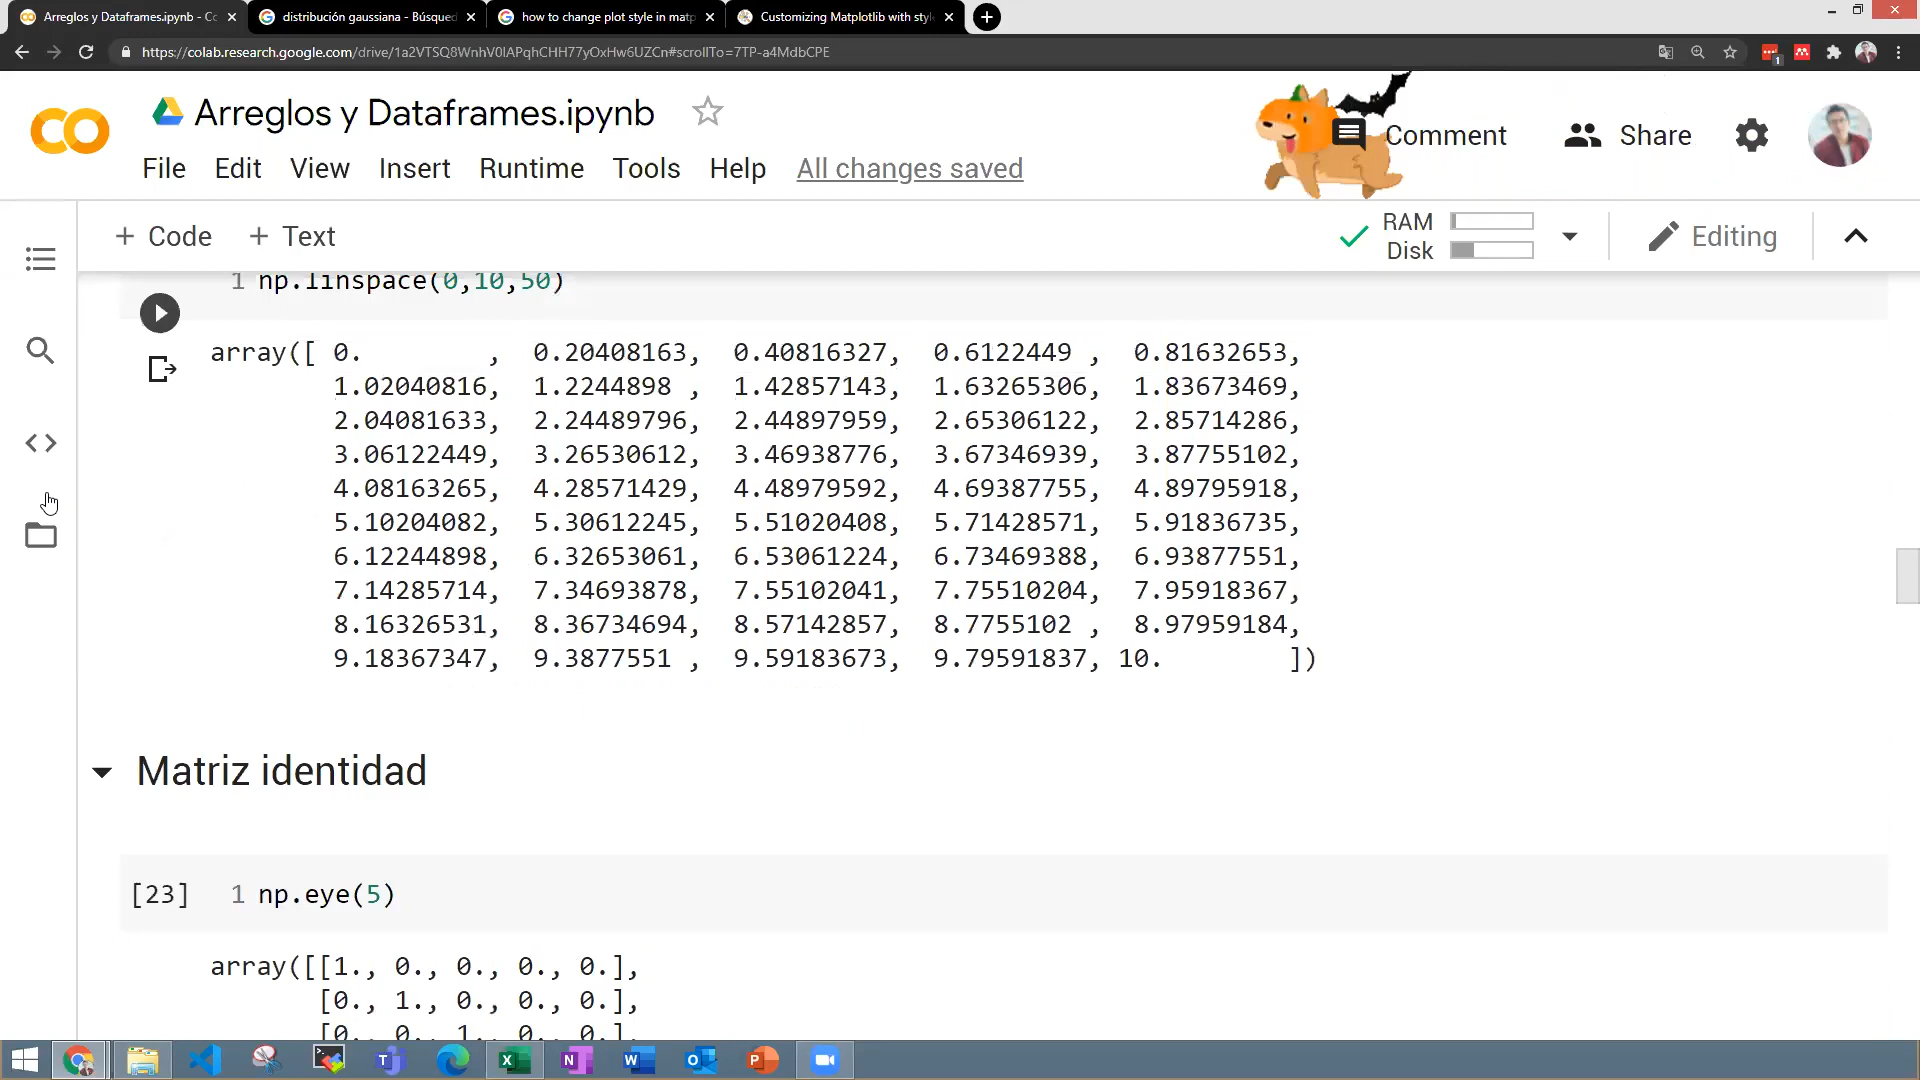 Arreglos y Dataframes.ipynb - Cc
distribución gaussiana - Búsqued
how to change plot style in matp
Customizing Matplotlib with styl
https://colab.research.google.com/drive/1a2VTSQ8WnhV0lAPqhCHH77yOxHw6UZCn#scrollTo=7TP-a4MdbCPE
Arreglos y Dataframes.ipynb
Comment
Share
File Edit View Insert Runtime Tools Help All changes saved
+ Code + Text
RAM
Disk
Editing
1 np.linspace(0,10,50)
array([ 0.        ,  0.20408163,  0.40816327,  0.6122449 ,  0.81632653,
1.02040816,  1.2244898 ,  1.42857143,  1.63265306,  1.83673469,
2.04081633,  2.24489796,  2.44897959,  2.65306122,  2.85714286,
3.06122449,  3.26530612,  3.46938776,  3.67346939,  3.87755102,
4.08163265,  4.28571429,  4.48979592,  4.69387755,  4.89795918,
5.10204082,  5.30612245,  5.51020408,  5.71428571,  5.91836735,
6.12244898,  6.32653061,  6.53061224,  6.73469388,  6.93877551,
7.14285714,  7.34693878,  7.55102041,  7.75510204,  7.95918367,
8.16326531,  8.36734694,  8.57142857,  8.7755102 ,  8.97959184,
9.18367347,  9.3877551 ,  9.59183673,  9.79591837, 10.        ])
Matriz identidad
[23] 1 np.eye(5)
array([[1., 0., 0., 0., 0.],
[0., 1., 0., 0., 0.],
[0., 0., 1., 0., 0.],